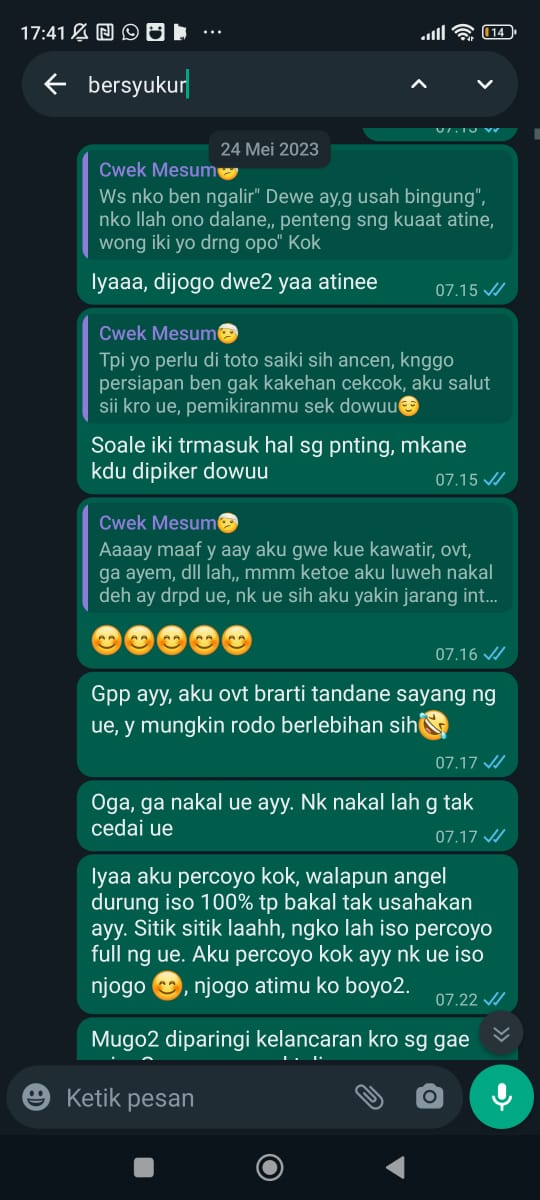 17:41
14
bersyukur
07.15
24 Mei 2023
Cwek Mesum🤕
Ws nko ben ngalir" Dewe ay,g usah bingung",
nko llah ono dalane,, penteng sng kuaat atine,
wong iki yo drng opo" Kok
Iyaaa, dijogo dwe2 yaa atinee
07.15
Cwek Mesum🤕
Tpi yo perlu di toto saiki sih ancen, knggo
persiapan ben gak kakehan cekcok, aku salut
sii kro ue, pemikiranmu sek dowuu😌
Soale iki trmasuk hal sg pnting, mkane
kdu dipiker dowuu
07.15
Cwek Mesum🤕
Aaaay maaf y aay aku gwe kue kawatir, ovt,
ga ayem, dll lah,, mmm ketoe aku luweh nakal
deh ay drpd ue, nk ue sih aku yakin jarang int...
😊😊😊😊😊
07.16
Gpp ayy, aku ovt brarti tandane sayang ng
ue, y mungkin rodo berlebihan sih🤣
07.17
Oga, ga nakal ue ayy. Nk nakal lah g tak
cedai ue
07.17
Iyaa aku percoyo kok, walapun angel
durung iso 100% tp bakal tak usahakan
ayy. Sitik sitik laahh, ngko lah iso percoyo
full ng ue. Aku percoyo kok ayy nk ue iso
njogo 😊, njogo atimu ko boyo2.
07.22
Mugo2 diparingi kelancaran kro sg gae
Ketik pesan